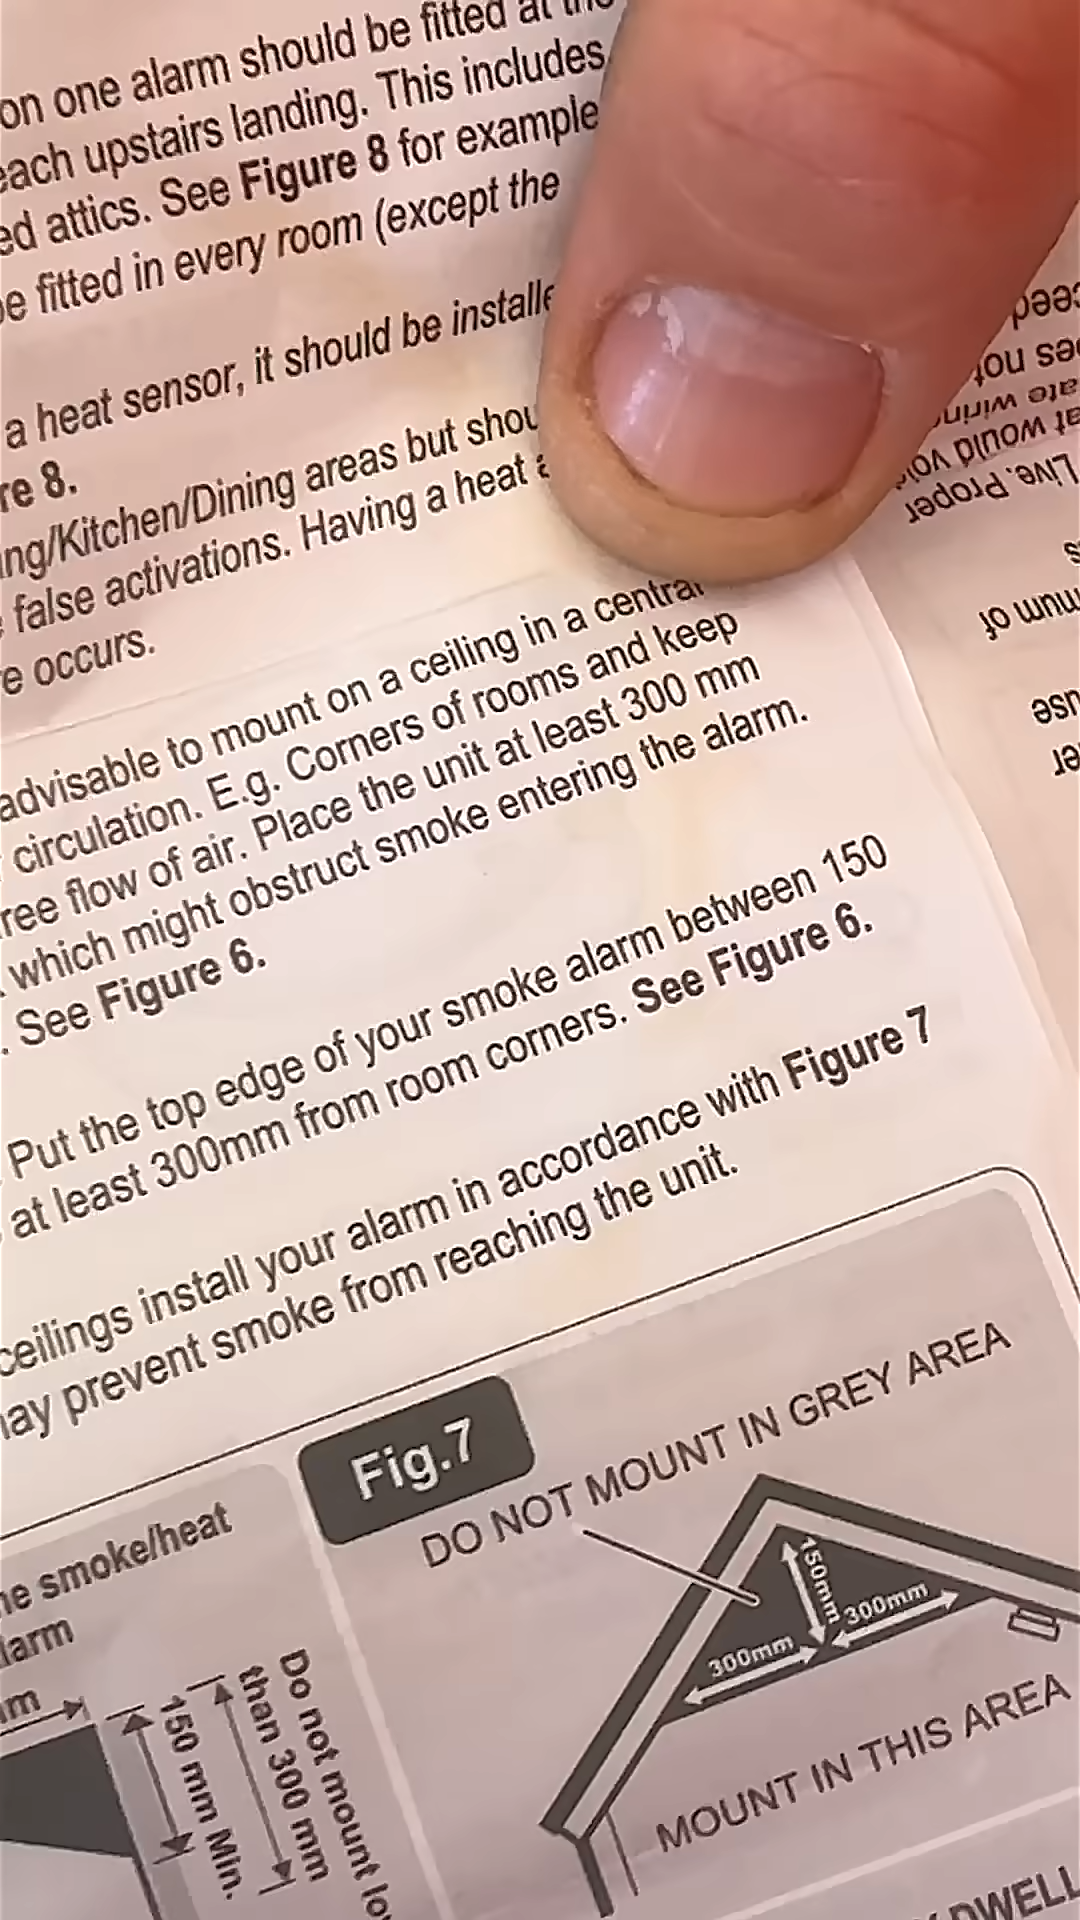 on one alarm should be fitted at the
each upstairs landing. This includes
ed attics. See Figure 8 for example
be fitted in every room (except the
a heat sensor, it should be
re 8.
ing/Kitchen/Dining areas but
false activations. Having a heat
e occurs.
advisable to mount on a ceiling in a central
circulation. E.g. Corners of rooms and keep
ree flow of air. Place the unit at least 300 mm
which might obstruct smoke entering the alarm.
. See Figure 6.
Put the top edge of your smoke alarm between 150
at least 300mm from room corners. See Figure 6.
ceilings install your alarm in accordance with Figure 7
may prevent smoke from reaching the unit.
Fig.7
DO NOT MOUNT IN GREY AREA
150mm
300mm
300mm
MOUNT IN THIS AREA
he smoke/heat
larm
m
150 mm Min.
Do not mount
than 300 mm
DWELL
not
would
Live. Proper
mum of